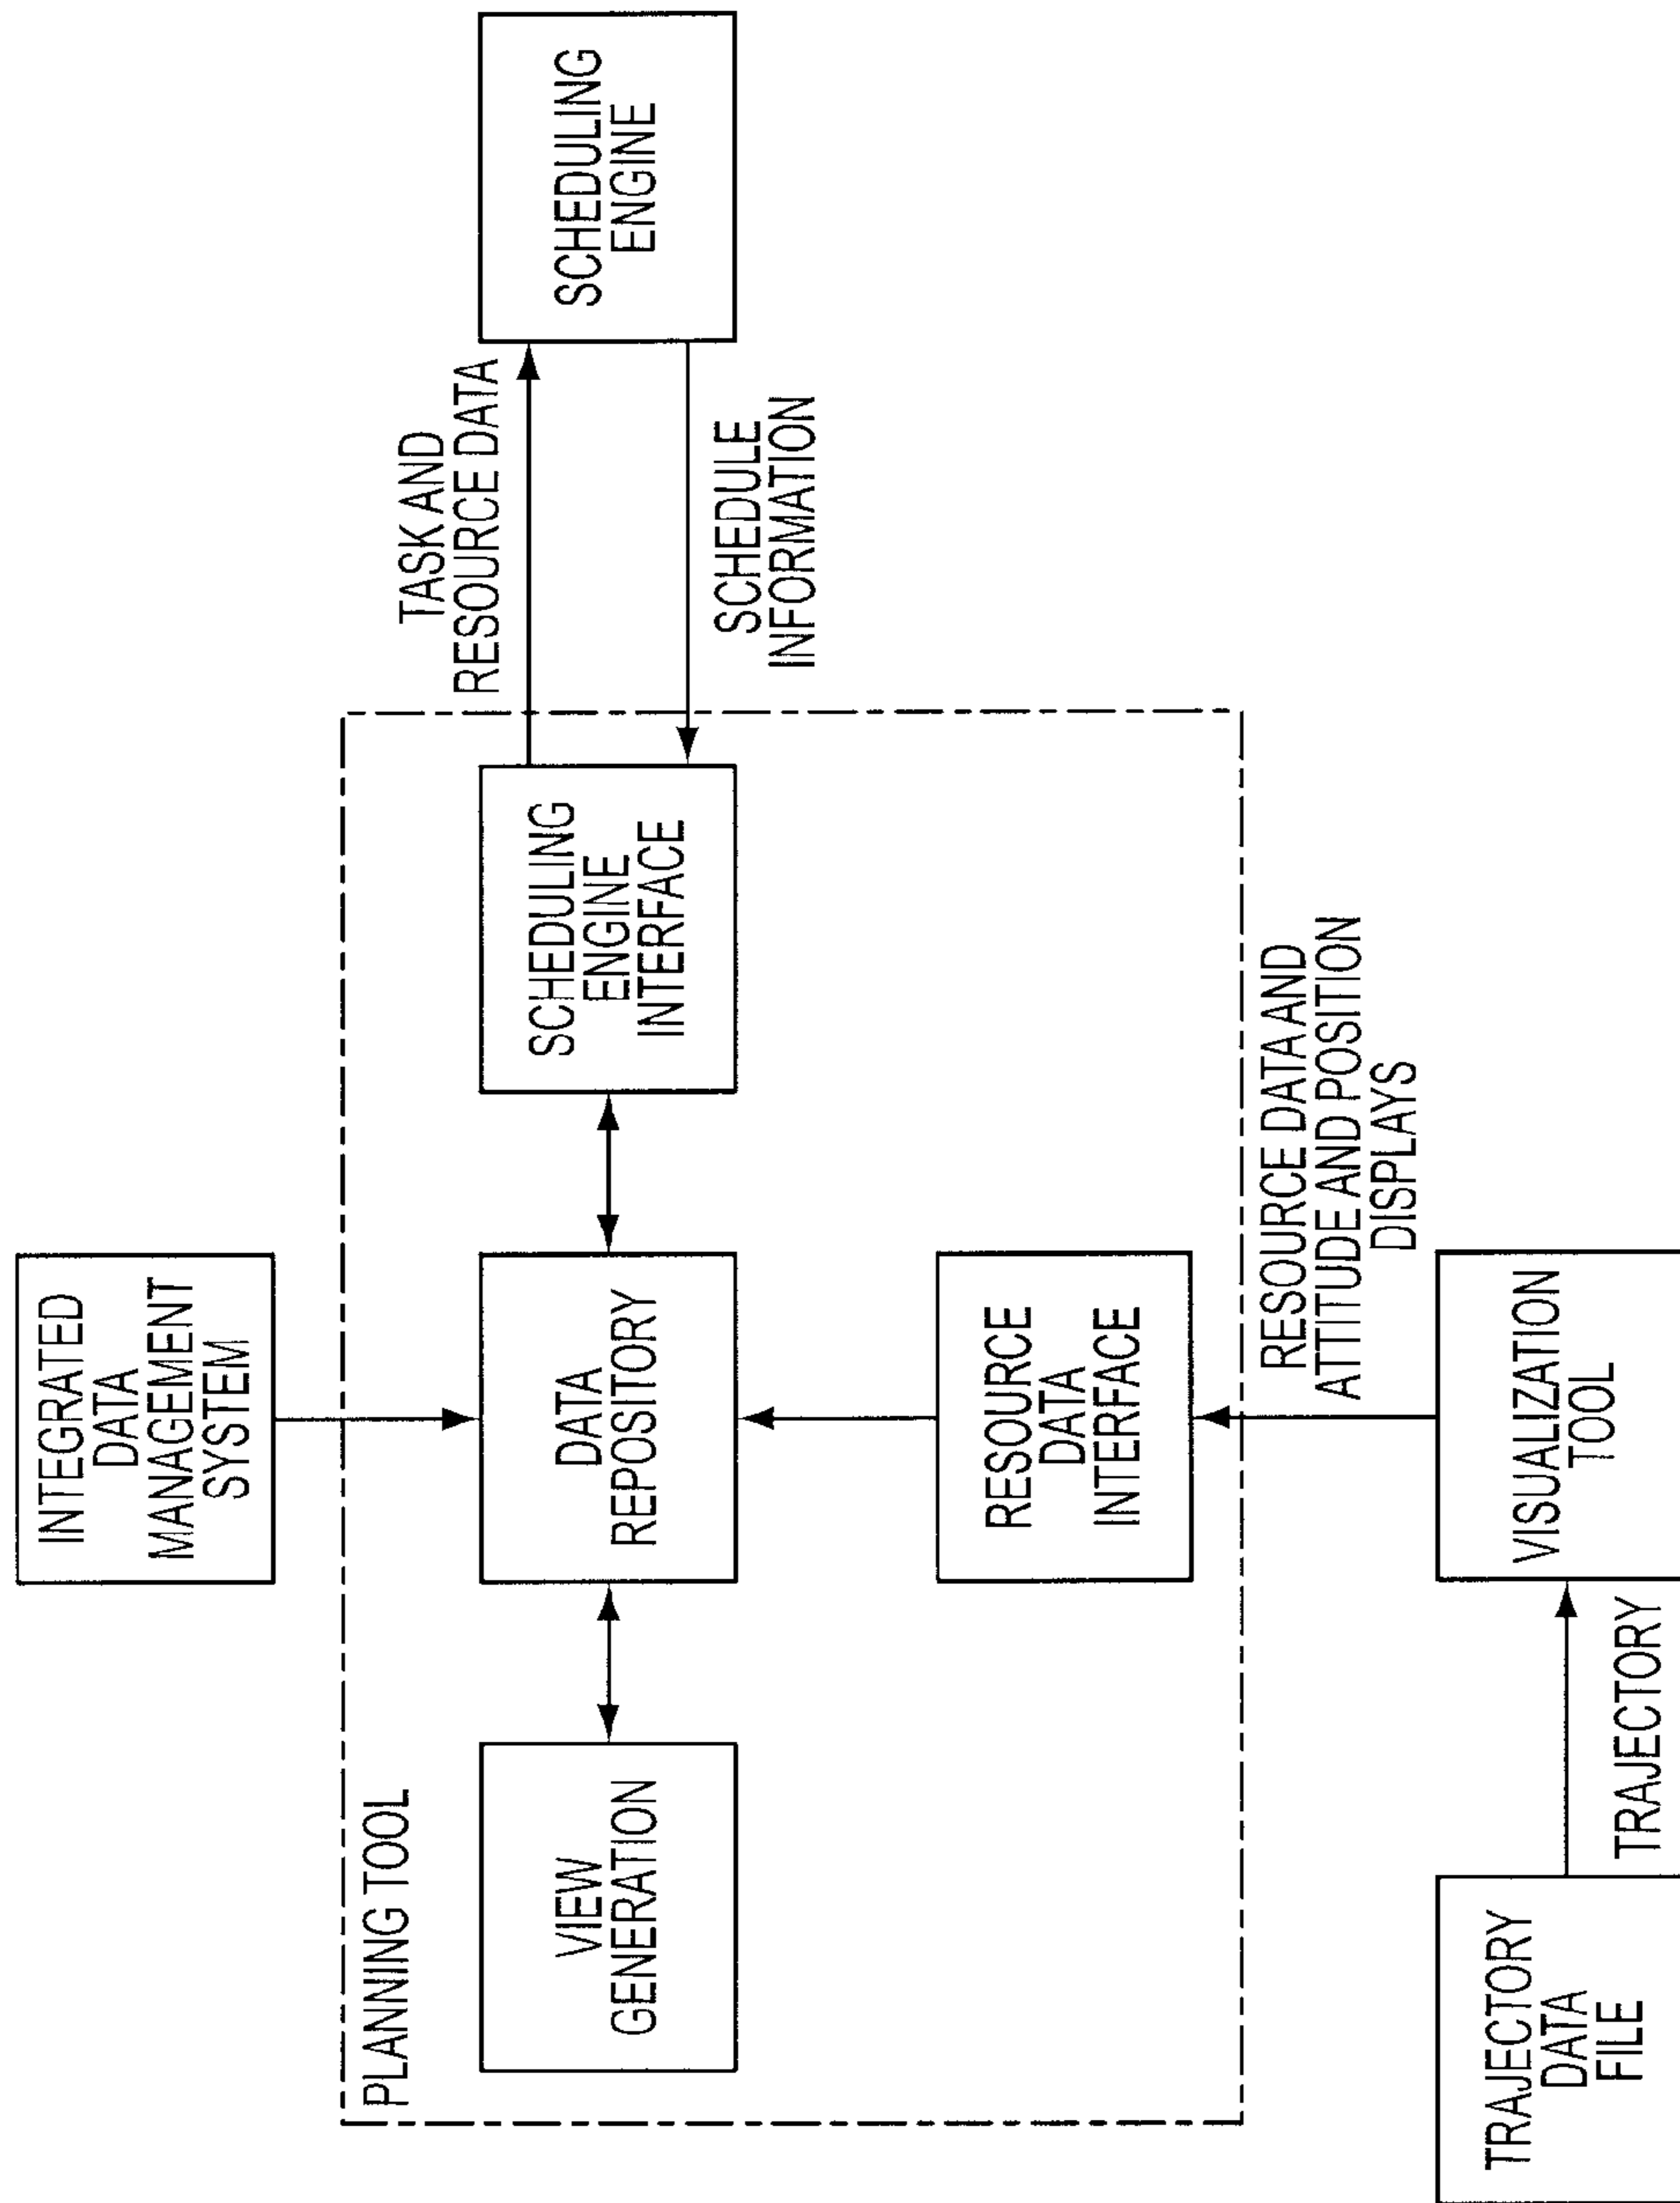 INTEGRATED
DATA
MANAGEMENT
SYSTEM
PLANNING TOOL
VIEW
GENERATION
DATA
REPOSITORY
SCHEDULING
ENGINE
INTERFACE
TASK AND
RESOURCE DATA
SCHEDULE
INFORMATION
SCHEDULING
ENGINE
RESOURCE
DATA
INTERFACE
RESOURCE DATA AND
ATTITUDE AND POSITION
DISPLAYS
TRAJECTORY
DATA
FILE
TRAJECTORY
VISUALIZATION
TOOL